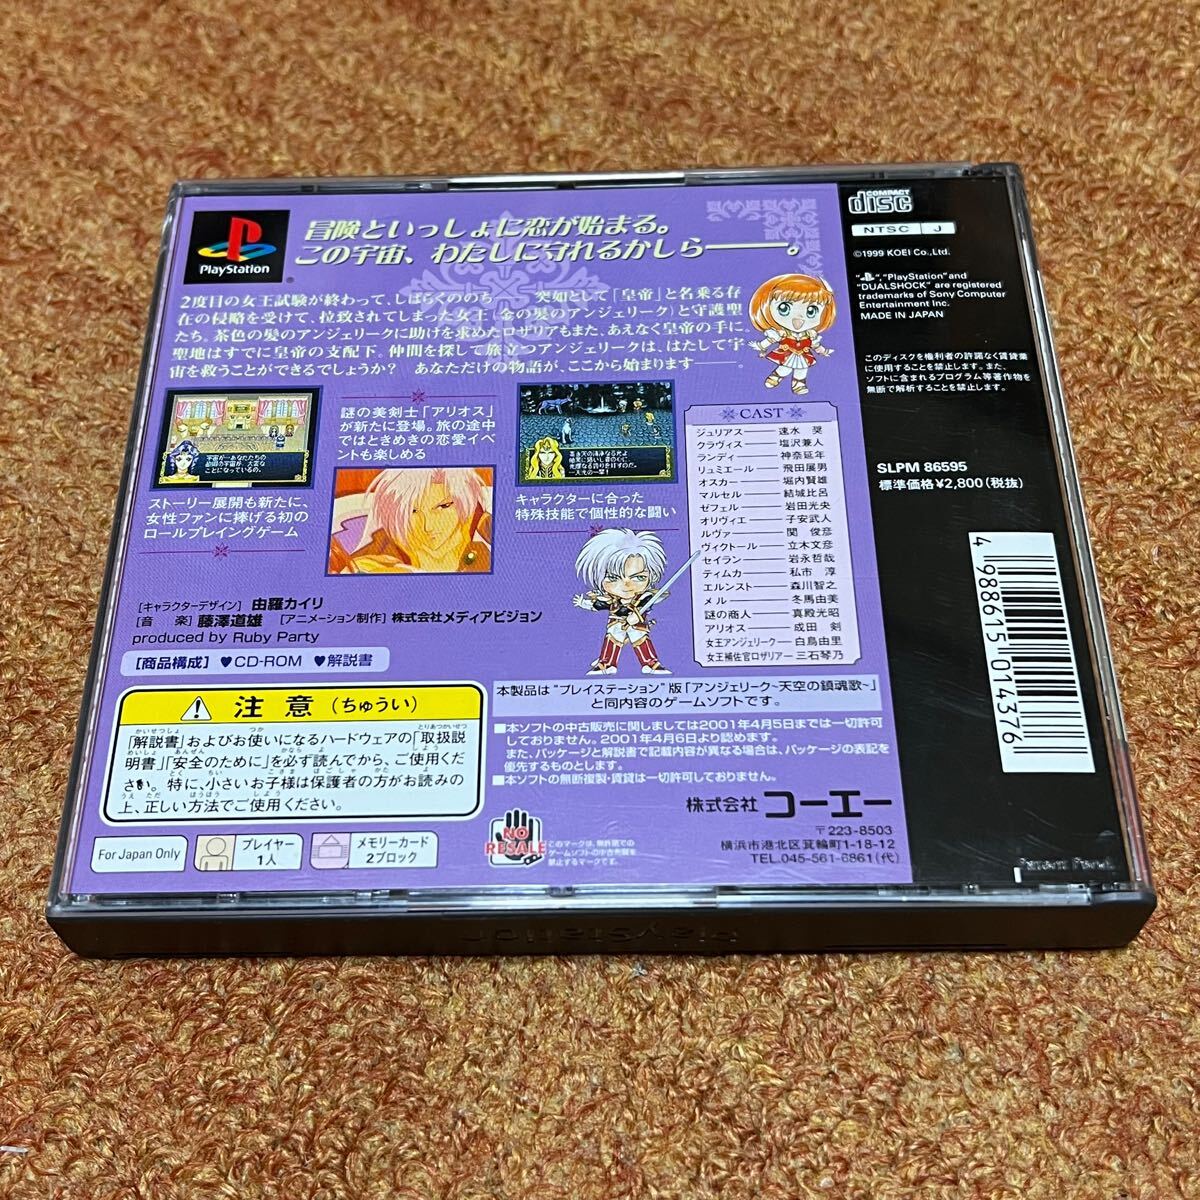 PlayStation
冒険といっしょに恋が始まる。
この宇宙、わたしに守れるかしら———。
2度目の女王試験が終わって、しばらくののち—— 突如として「皇帝」と名乗る存
在の侵略を受けて、拉致されてしまった女王（金の髪のアンジェリーク）と守護聖
たち。茶色の髪のアンジェリークに助けを求めたロザリアもまた、あえなく皇帝の手に。
聖地はすでに皇帝の支配下。仲間を探して旅立つアンジェリークは、はたして宇
宙を救うことができるでしょうか？ あなただけの物語が、ここから始まります———。
謎の美剣士「アリオス」
が新たに登場。旅の途中
ではときめきの恋愛イベ
ントも楽しめる
ストーリー展開も新たに、
女性ファンに捧げる初の
ロールプレイングゲーム
キャラクターに合った
特殊技能で個性的な闘い
CAST
ジュリアス——速水 奨
クラヴィス——塩沢兼人
ランディ——神奈延年
リュミエール——飛田展男
オスカー——堀内賢雄
マルセル——結城比呂
ゼフェル——岩田光央
オリヴィエ——子安武人
ルヴァ——関 俊彦
ヴィクトール——立木文彦
セイラン——岩永哲哉
ティムカ——私市 淳
エルンスト——森川智之
メル——冬馬由美
謎の商人——真殿光昭
アリオス——成田 剣
女王アンジェリーク——白鳥由里
女王補佐官ロザリアー三石琴乃
［キャラクターデザイン］ 由羅カイリ
［音 楽］ 藤澤道雄 ［アニメーション制作］ 株式会社メディアビジョン
produced by Ruby Party
［商品構成］ ♥CD-ROM ♥解説書
本製品は“プレイステーション”版「アンジェリーク～天空の鎮魂歌～」
と同内容のゲームソフトです。
注 意（ちゅうい）
「解説書」およびお使いになるハードウェアの「取扱説
明書」「安全のために」を必ず読んでから、ご使用くだ
さい。特に、小さいお子様は保護者の方がお読みの
上、正しい方法でご使用ください。
■本ソフトの中古販売に関しましては2001年4月5日までは一切許可
しておりません。2001年4月6日より認めます。
また、パッケージと解説書で記載内容が異なる場合は、パッケージの表記を
優先するものとします。
■本ソフトの無断複製・賃貸は一切許可しておりません。
For Japan Only
プレイヤー
1人
メモリーカード
2ブロック
NO
RESALE
このマークは、無許諾での
ゲームソフトの中古売買を
禁止するマークです。
株式会社 コーエー
〒223-8503
横浜市港北区箕輪町1-18-12
TEL.045-561-6861（代）
COMPACT
disc
NTSC J
©1999 KOEI Co.,Ltd.
“ ”, “PlayStation” and
“DUALSHOCK” are registered
trademarks of Sony Computer
Entertainment Inc.
MADE IN JAPAN
このディスクを権利者の許諾なく賃貸業
に使用することを禁止します。また、
ソフトに含まれるプログラム等著作物を
無断で解析することを禁止します。
SLPM 86595
標準価格¥2,800（税抜）
4 988615 014376
PlayStation